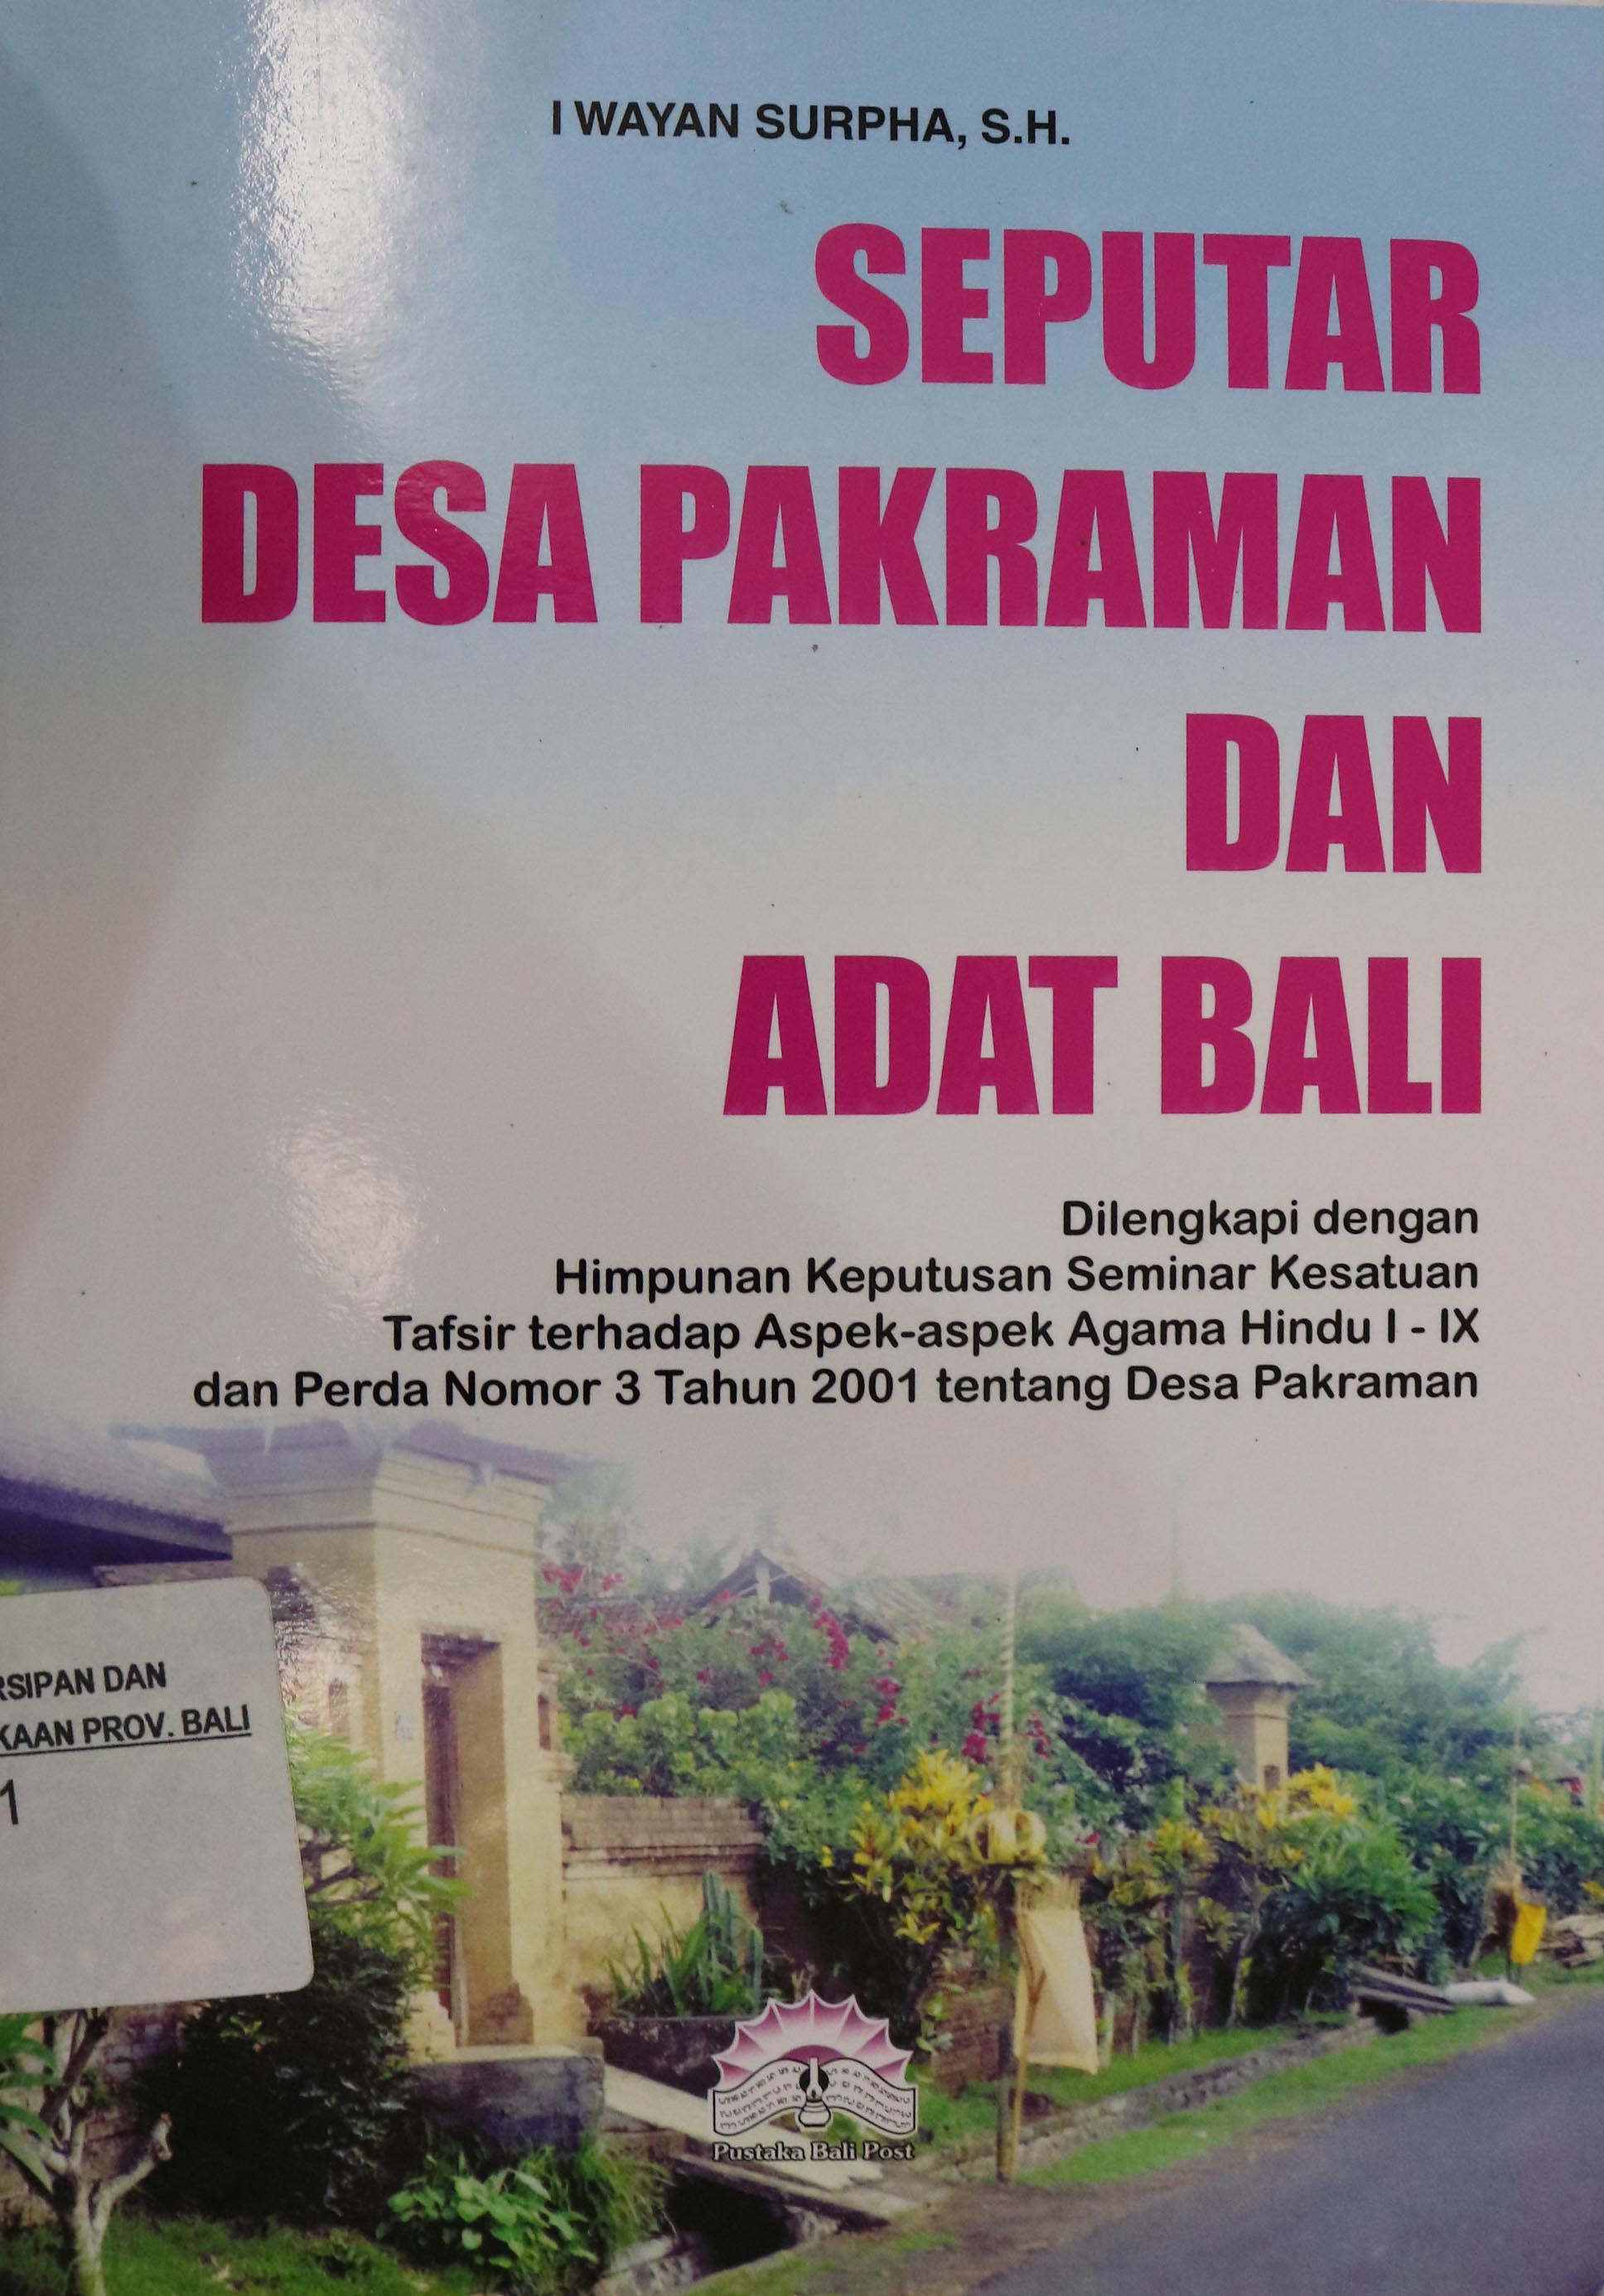 I WAYAN SURPHA, S.H.
SEPUTAR
DESA PAKRAMAN
DAN
ADAT BALI
Dilengkapi dengan
Himpunan Keputusan Seminar Kesatuan
Tafsir terhadap Aspek-aspek Agama Hindu I - IX
dan Perda Nomor 3 Tahun 2001 tentang Desa Pakraman
RSIPAN DAN
KAAN PROV. BALI
1
Pustaka Bali Post